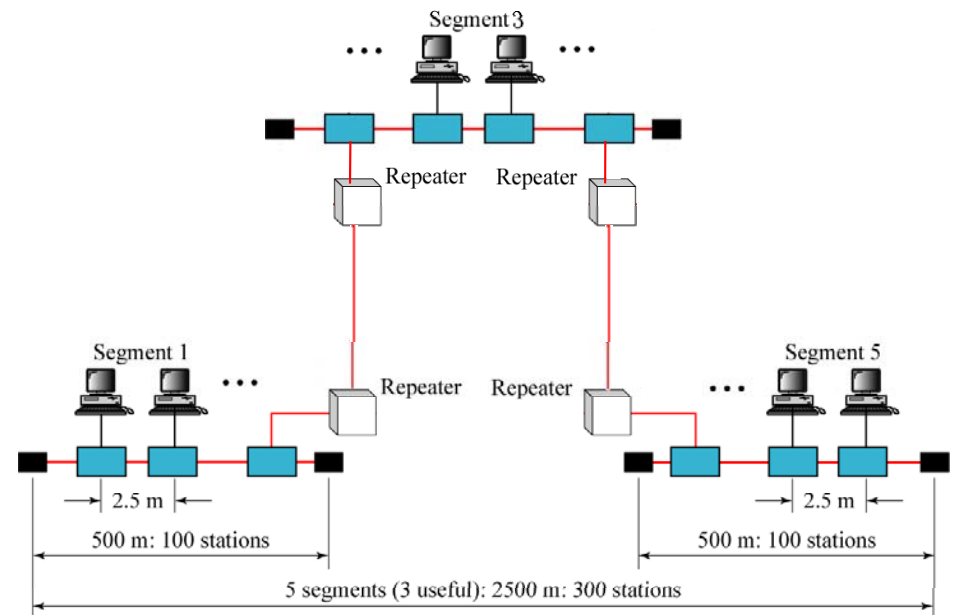 Segment 3
Repeater
Repeater
Segment 1
Segment 5
Repeater
Repeater
2.5 m
2.5 m
500 m: 100 stations
500 m: 100 stations
5 segments (3 useful): 2500 m: 300 stations